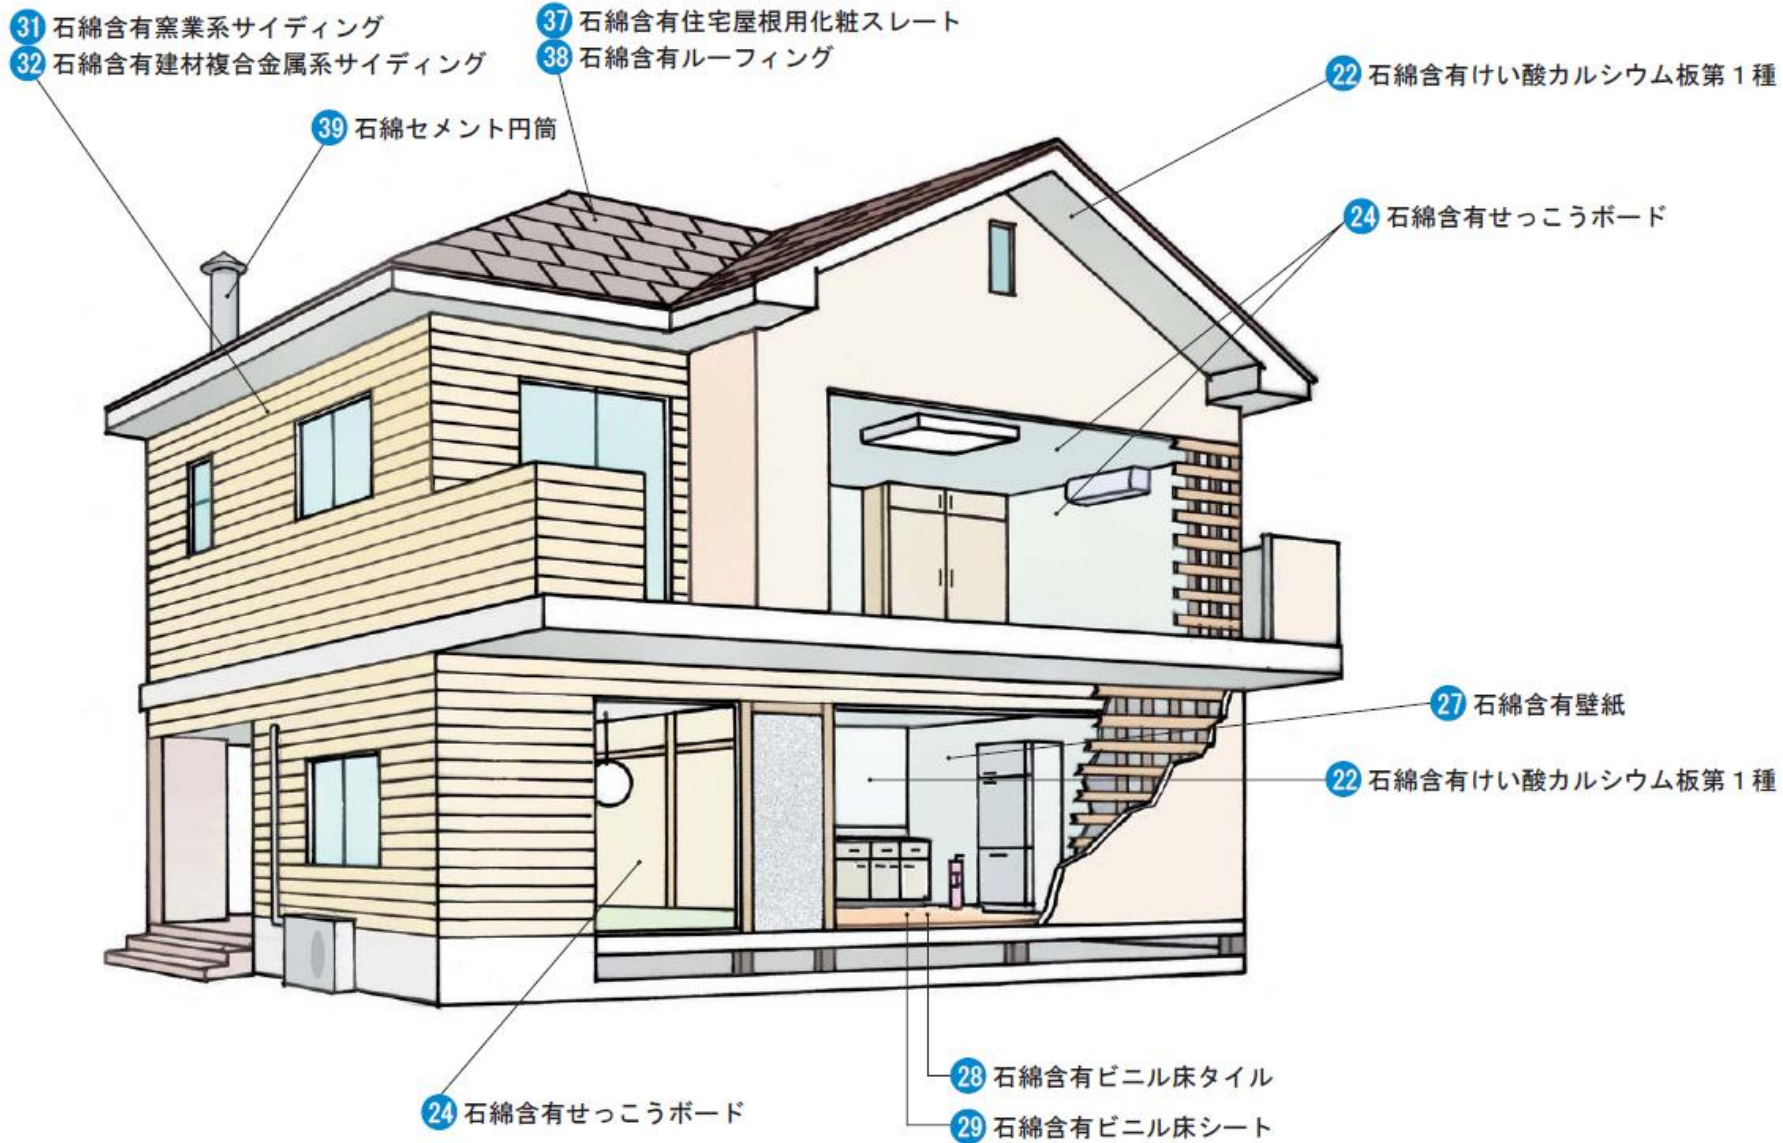 31 石綿含有窯業系サイディング
32 石綿含有建材複合金属系サイディング
37 石綿含有住宅屋根用化粧スレート
38 石綿含有ルーフィング
22 石綿含有けい酸カルシウム板第1種
39 石綿セメント円筒
24 石綿含有せっこうボード
27 石綿含有壁紙
22 石綿含有けい酸カルシウム板第1種
28 石綿含有ビニル床タイル
24 石綿含有せっこうボード
29 石綿含有ビニル床シート